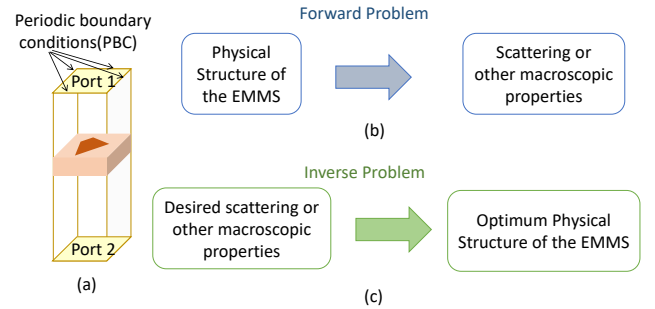 Periodic boundary
conditions(PBC)
Port 1
Port 2
(a)
Forward Problem
Physical
Structure of
the EMMS
Scattering or
other macroscopic
properties
(b)
Inverse Problem
Desired scattering or
other macroscopic
properties
Optimum Physical
Structure of the EMMS
(c)